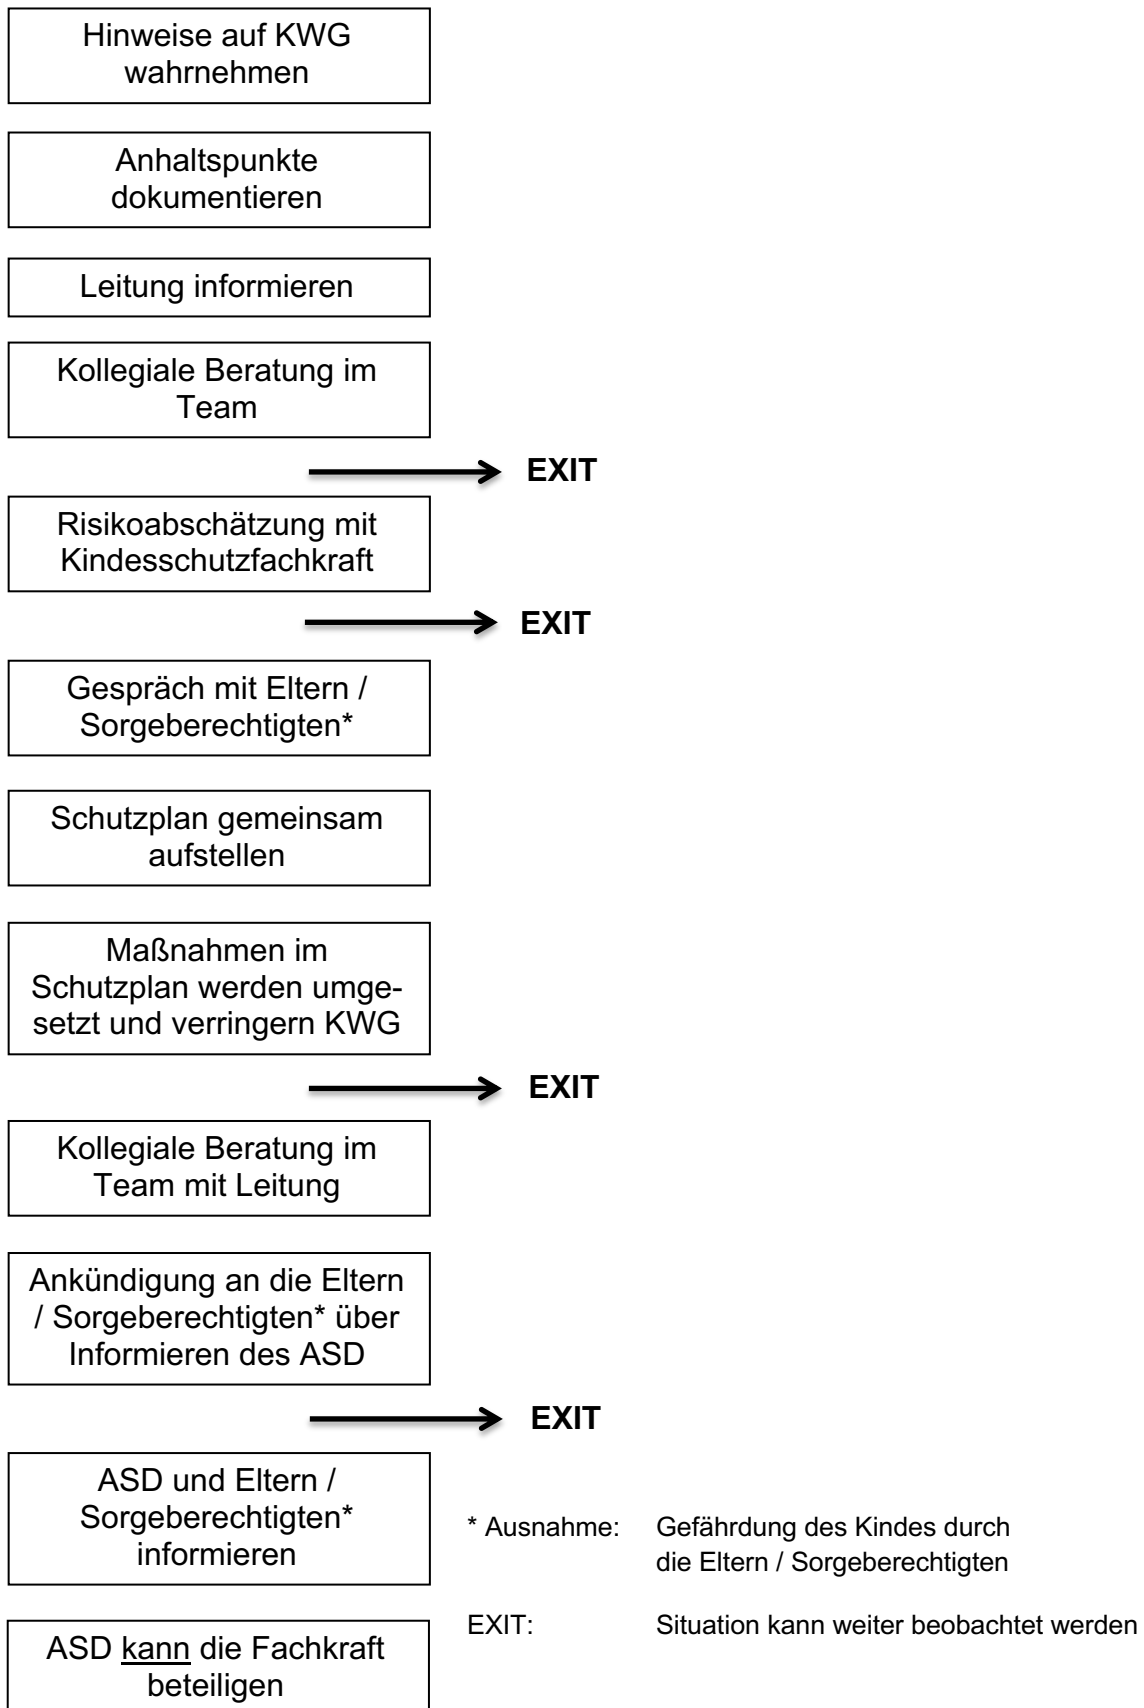 Hinweise auf KWG
wahrnehmen
Anhaltspunkte
dokumentieren
Leitung informieren
Kollegiale Beratung im
Team
EXIT
Risikoabschätzung mit
Kindesschutzfachkraft
EXIT
Gespräch mit Eltern /
Sorgeberechtigten*
Schutzplan gemeinsam
aufstellen
Maßnahmen im
Schutzplan werden umge-
setzt und verringern KWG
EXIT
Kollegiale Beratung im
Team mit Leitung
Ankündigung an die Eltern
/ Sorgeberechtigten* über
Informieren des ASD
EXIT
ASD und Eltern /
Sorgeberechtigten*
informieren
* Ausnahme: Gefährdung des Kindes durch
die Eltern / Sorgeberechtigten
EXIT: Situation kann weiter beobachtet werden
ASD kann die Fachkraft
beteiligen